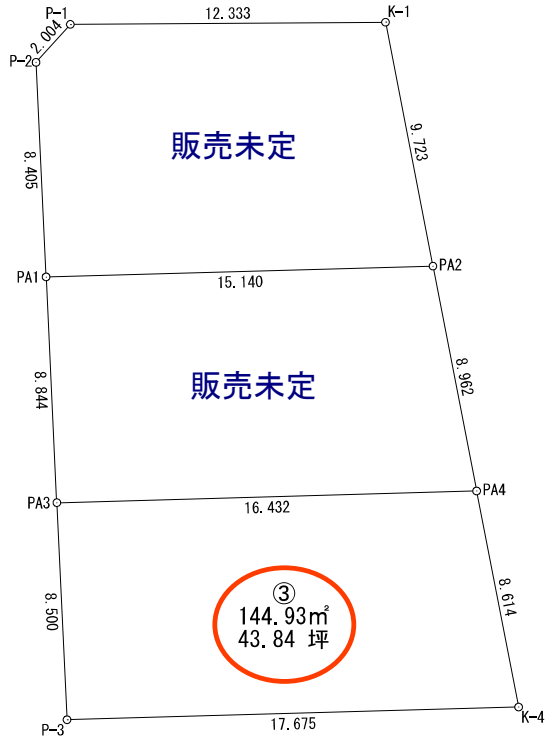 P-1
12.333
K-1
2.004
P-2
販売未定
9.723
8.405
PA1
PA2
15.140
8.844
販売未定
8.962
PA3
PA4
16.432
8.500
③
144.93㎡
43.84 坪
8.614
P-3
17.675
K-4